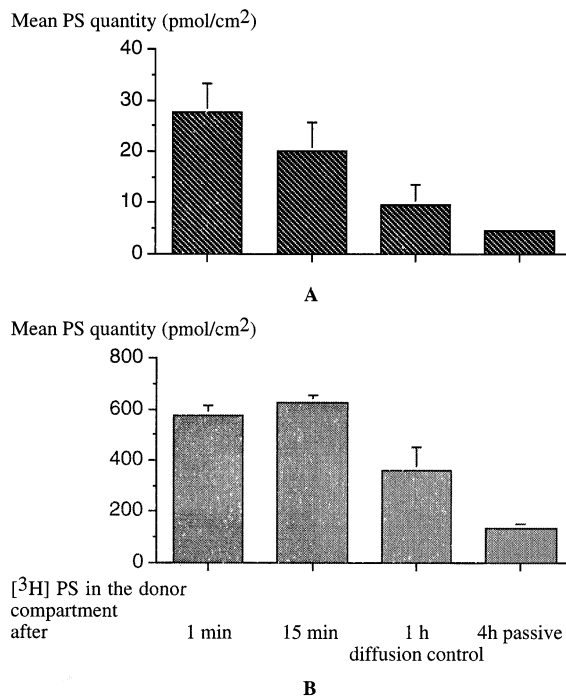 Mean PS quantity (pmol/cm2)
40
30
20
10
0
A
Mean PS quantity (pmol/cm2)
800
600
400
200
0
[3H] PS in the donor
compartment
after 1 min 15 min 1 h 4h passive
diffusion control
B